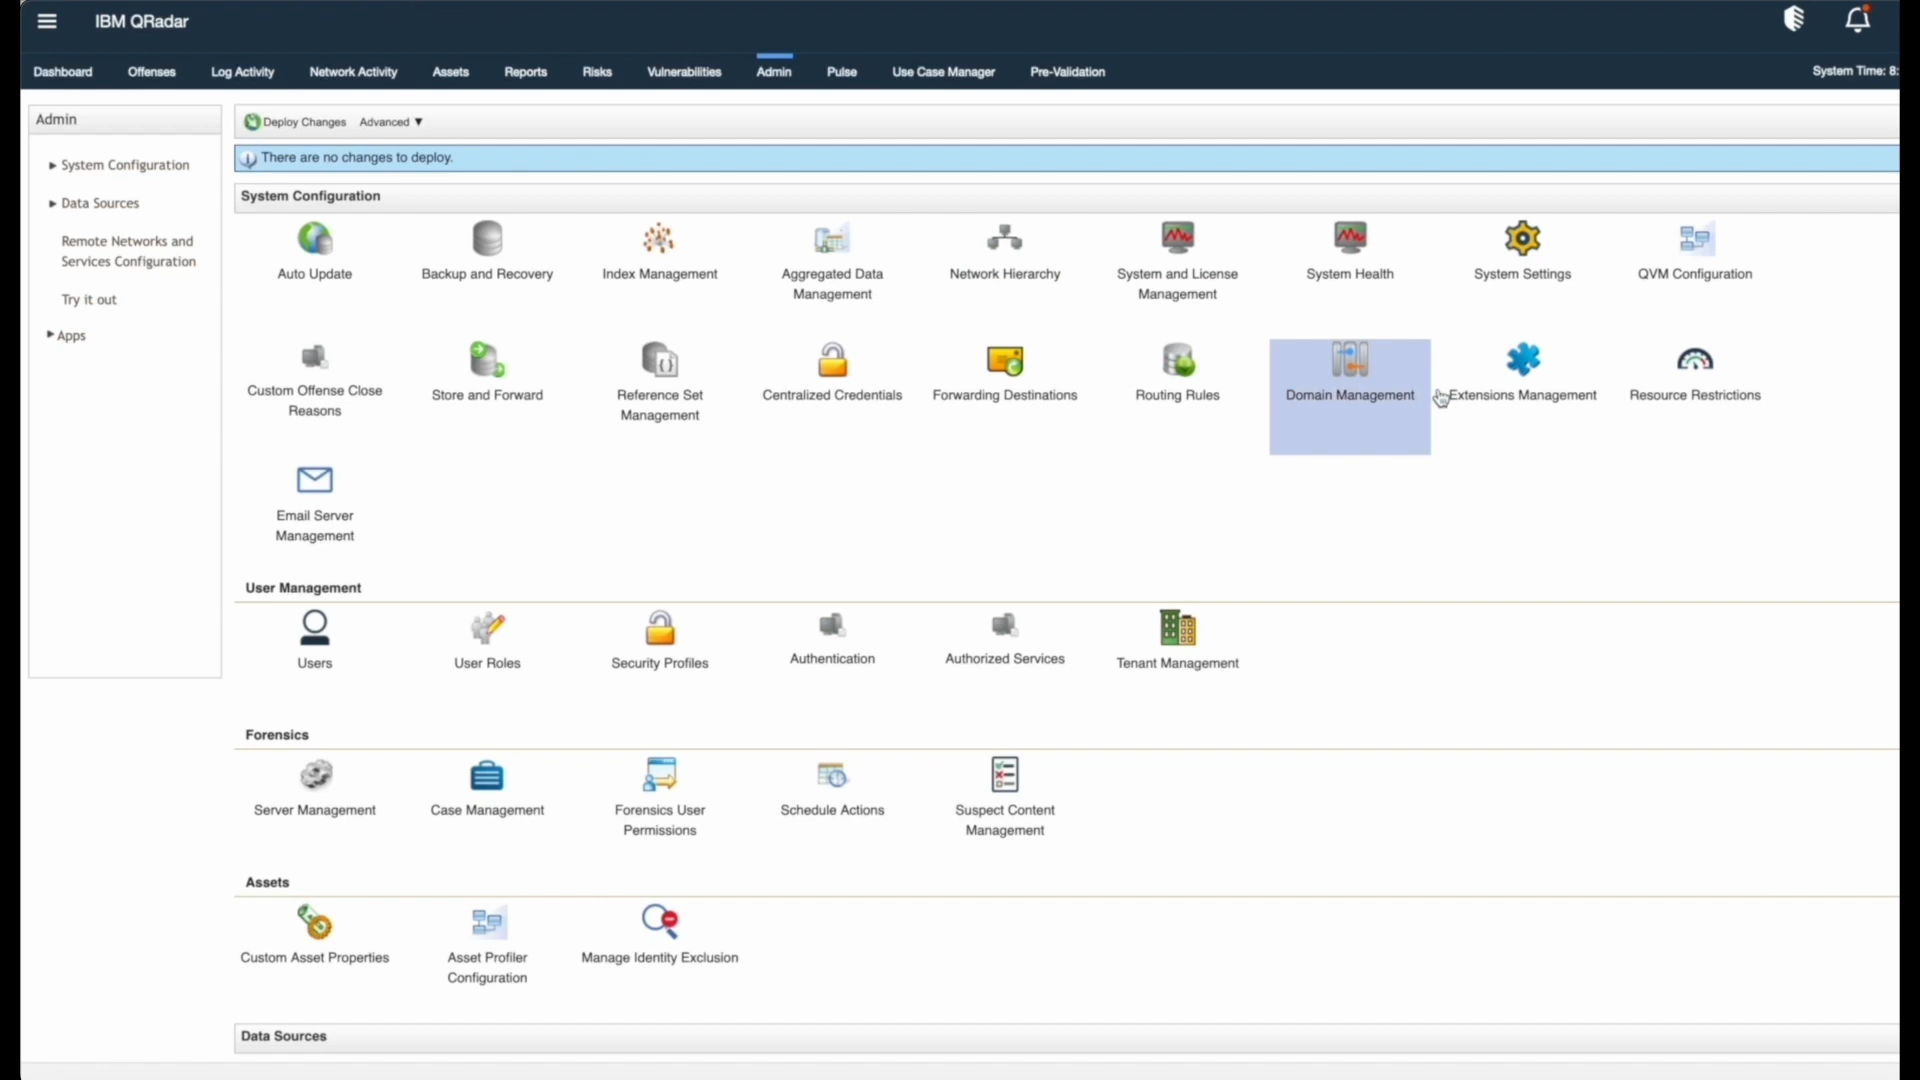 IBM QRadar
Dashboard Offenses Log Activity Network Activity Assets Reports Risks Vulnerabilities Admin Pulse Use Case Manager Pre-Validation System Time: 8:
Admin
System Configuration
Data Sources
Remote Networks and
Services Configuration
Try it out
Apps
Deploy Changes Advanced ▼
There are no changes to deploy.
System Configuration
Auto Update
Backup and Recovery
Index Management
Aggregated Data
Management
Network Hierarchy
System and License
Management
System Health
System Settings
QVM Configuration
Custom Offense Close
Reasons
Store and Forward
Reference Set
Management
Centralized Credentials
Forwarding Destinations
Routing Rules
Domain Management
Extensions Management
Resource Restrictions
Email Server
Management
User Management
Users
User Roles
Security Profiles
Authentication
Authorized Services
Tenant Management
Forensics
Server Management
Case Management
Forensics User
Permissions
Schedule Actions
Suspect Content
Management
Assets
Custom Asset Properties
Asset Profiler
Configuration
Manage Identity Exclusion
Data Sources